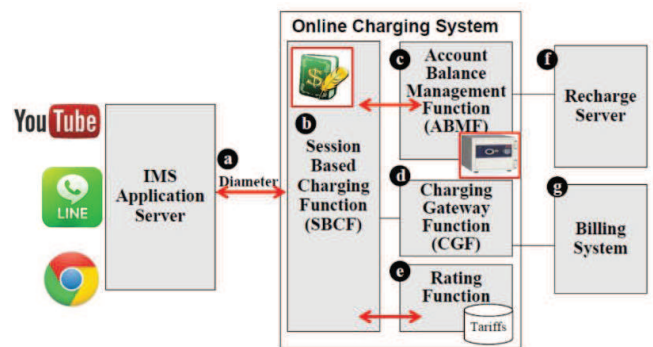 Online Charging System
YouTube
LINE
IMS
Application
Server
a
Diameter
$
b
Session
Based
Charging
Function
(SBCF)
c
Account
Balance
Management
Function
(ABMF)
d
Charging
Gateway
Function
(CGF)
e
Rating
Function
Tariffs
f
Recharge
Server
g
Billing
System